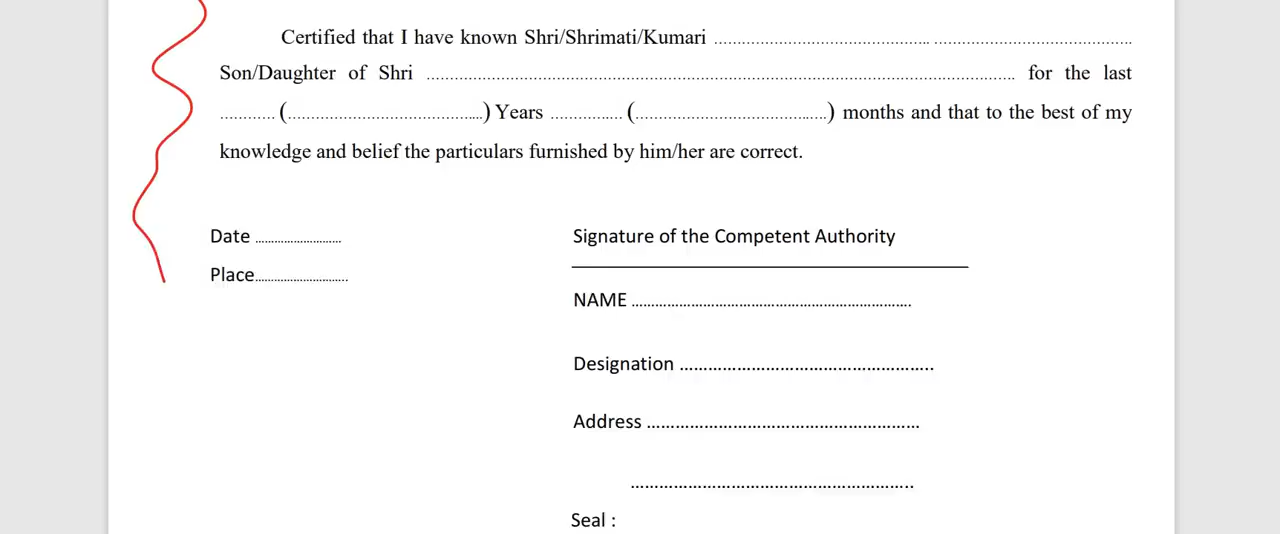 Certified that I have known Shri/Shrimati/Kumari ........................................... ..........................................
Son/Daughter of Shri ............................................................................................................................... for the last
............ (..........................................) Years ................ (..........................................) months and that to the best of my
knowledge and belief the particulars furnished by him/her are correct.
Date ...........................
Signature of the Competent Authority
Place.............................
NAME ....................................................................................
Designation ......................................................
Address .........................................................
............................................................
Seal :